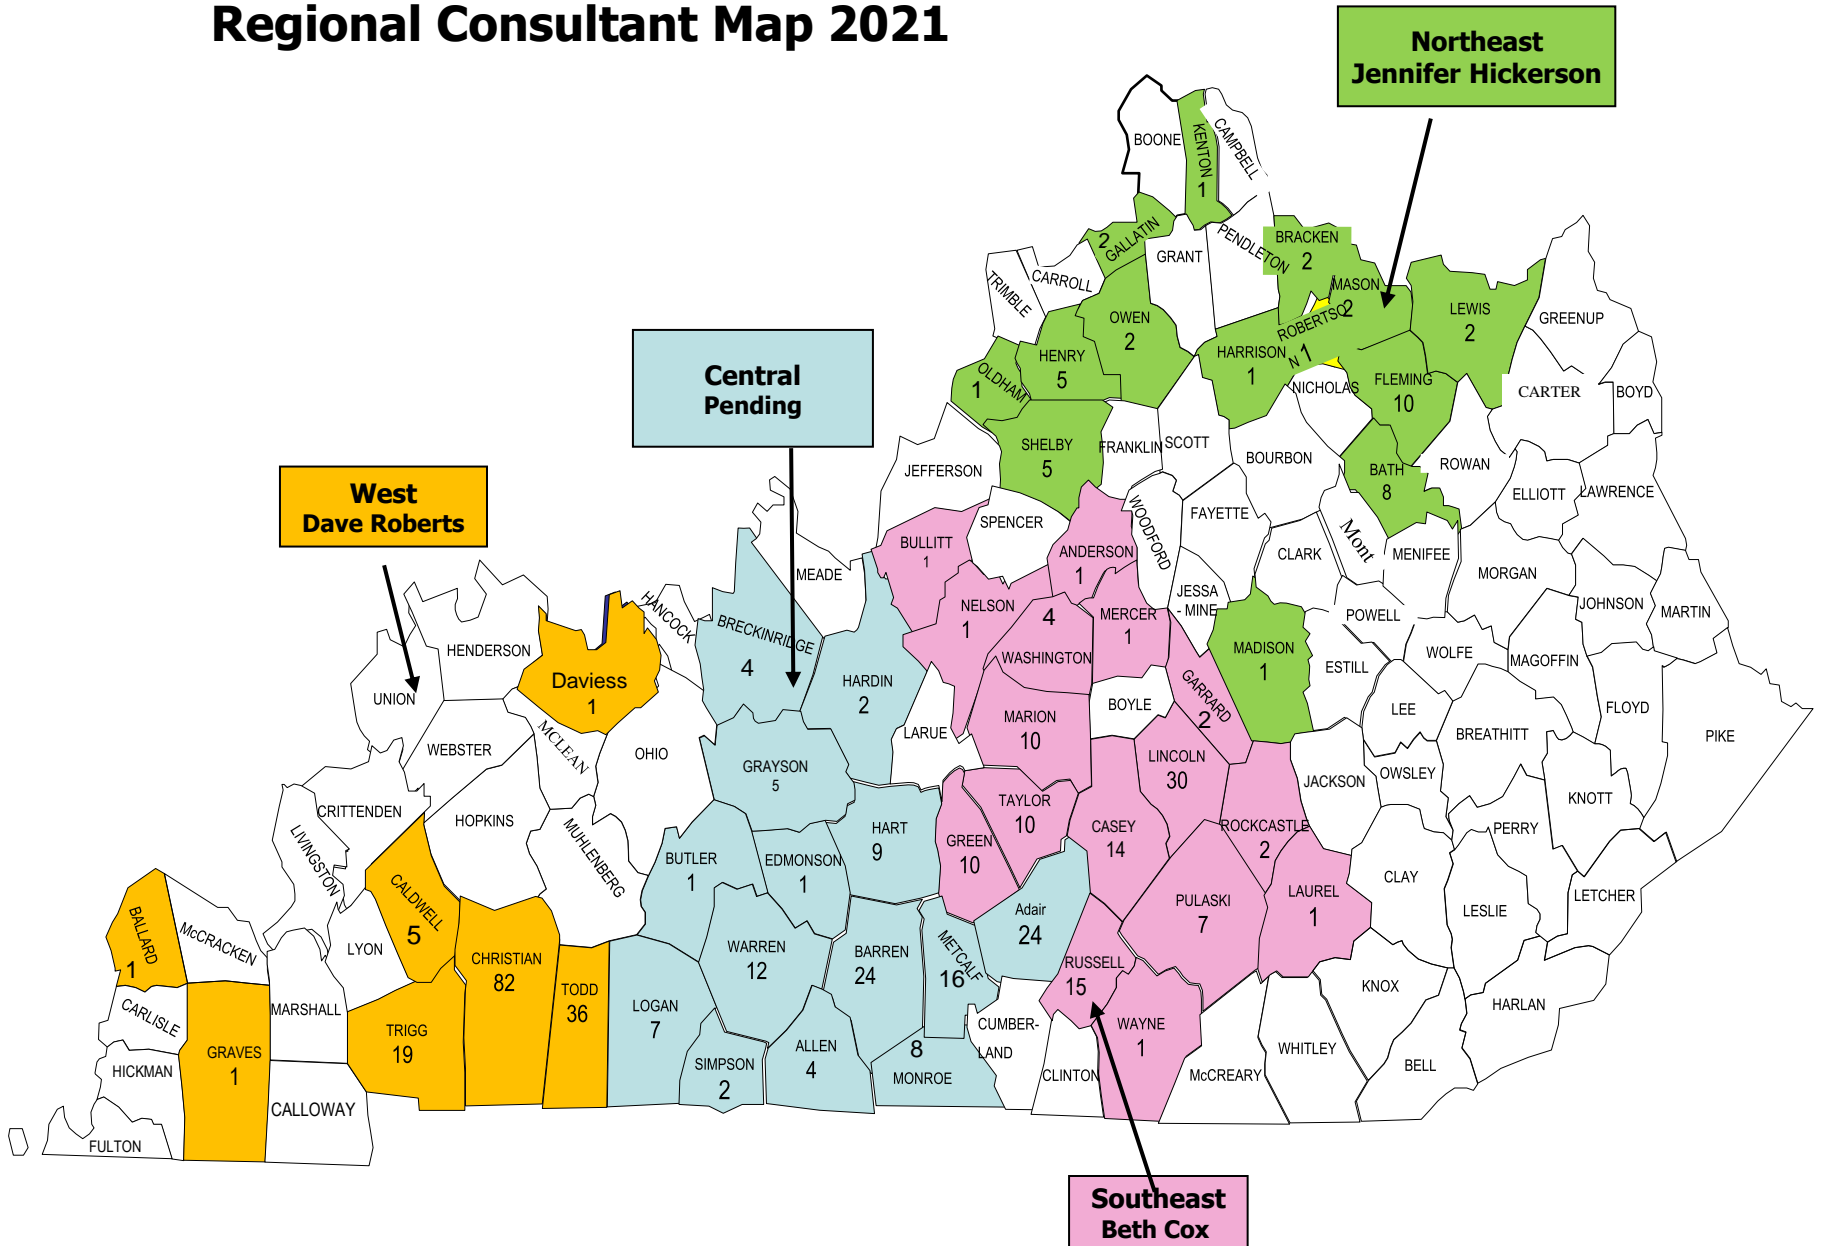 Regional Consultant Map 2021
Northeast
Jennifer Hickerson
Central
Pending
West
Dave Roberts
Southeast
Beth Cox
BOONE
KENTON
1
CAMPBELL
2
GALLATIN
GRANT
PENDLETON
BRACKEN
2
MASON
2
LEWIS
2
GREENUP
TRIMBLE
CARROLL
OWEN
2
HARRISON
1
ROBERTSO
N
1
NICHOLAS
FLEMING
10
CARTER
BOYD
OLDHAM
1
HENRY
5
SHELBY
5
FRANKLIN
SCOTT
BOURBON
BATH
8
ROWAN
ELLIOTT
LAWRENCE
JEFFERSON
SPENCER
WOODFORD
FAYETTE
CLARK
Mont
MENIFEE
MORGAN
JOHNSON
MARTIN
BULLITT
1
ANDERSON
1
MEADE
HANCOCK
BRECKINRIDGE
4
HARDIN
2
NELSON
1
4
WASHINGTON
MERCER
1
JESSA
- MINE
MADISON
1
POWELL
ESTILL
WOLFE
MAGOFFIN
HENDERSON
UNION
Daviess
1
LARUE
MARION
10
BOYLE
GARRARD
2
LEE
BREATHITT
FLOYD
PIKE
WEBSTER
MCLEAN
OHIO
GRAYSON
5
LINCOLN
30
JACKSON
OWSLEY
KNOTT
CRITTENDEN
LIVINGSTON
HOPKINS
MUHLENBERG
BUTLER
1
EDMONSON
1
HART
9
GREEN
10
TAYLOR
10
CASEY
14
ROCKCASTLE
2
PERRY
CLAY
LESLIE
LETCHER
CALDWELL
5
BALLARD
1
McCRACKEN
LYON
CHRISTIAN
82
TODD
36
WARREN
12
BARREN
24
METCALF
16
Adair
24
PULASKI
7
LAUREL
1
RUSSELL
15
KNOX
HARLAN
CARLISLE
MARSHALL
TRIGG
19
LOGAN
7
CUMBER-
LAND
WAYNE
1
HICKMAN
GRAVES
1
SIMPSON
2
ALLEN
4
8
MONROE
CLINTON
McCREARY
WHITLEY
BELL
CALLOWAY
FULTON